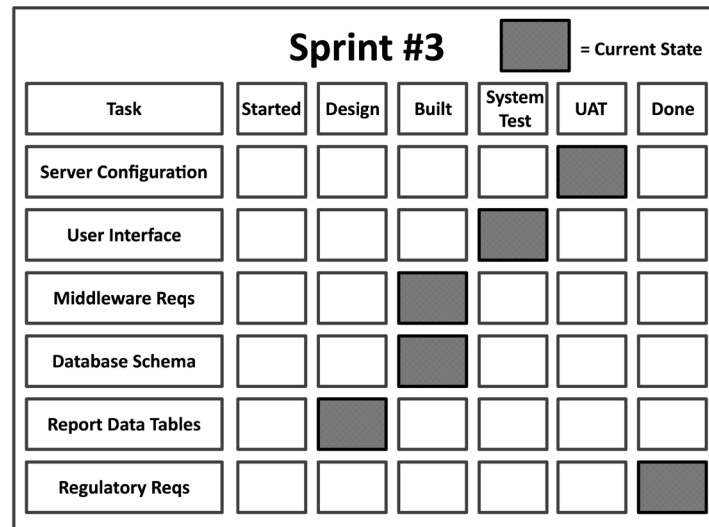 Sprint #3
= Current State
Task
Started
Design
Built
System
Test
UAT
Done
Server Configuration
User Interface
Middleware Reqs
Database Schema
Report Data Tables
Regulatory Reqs